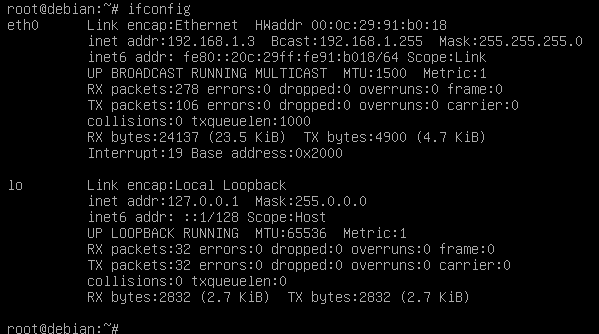 root@debian:~# ifconfig
eth0      Link encap:Ethernet  HWaddr 00:0c:29:91:b0:18
          inet addr:192.168.1.3  Bcast:192.168.1.255  Mask:255.255.255.0
          inet6 addr: fe80::20c:29ff:fe91:b018/64 Scope:Link
          UP BROADCAST RUNNING MULTICAST  MTU:1500  Metric:1
          RX packets:278 errors:0 dropped:0 overruns:0 frame:0
          TX packets:106 errors:0 dropped:0 overruns:0 carrier:0
          collisions:0 txqueuelen:1000
          RX bytes:24137 (23.5 KiB)  TX bytes:4900 (4.7 KiB)
          Interrupt:19 Base address:0x2000

lo        Link encap:Local Loopback
          inet addr:127.0.0.1  Mask:255.0.0.0
          inet6 addr: ::1/128 Scope:Host
          UP LOOPBACK RUNNING  MTU:65536  Metric:1
          RX packets:32 errors:0 dropped:0 overruns:0 frame:0
          TX packets:32 errors:0 dropped:0 overruns:0 carrier:0
          collisions:0 txqueuelen:0
          RX bytes:2832 (2.7 KiB)  TX bytes:2832 (2.7 KiB)

root@debian:~#